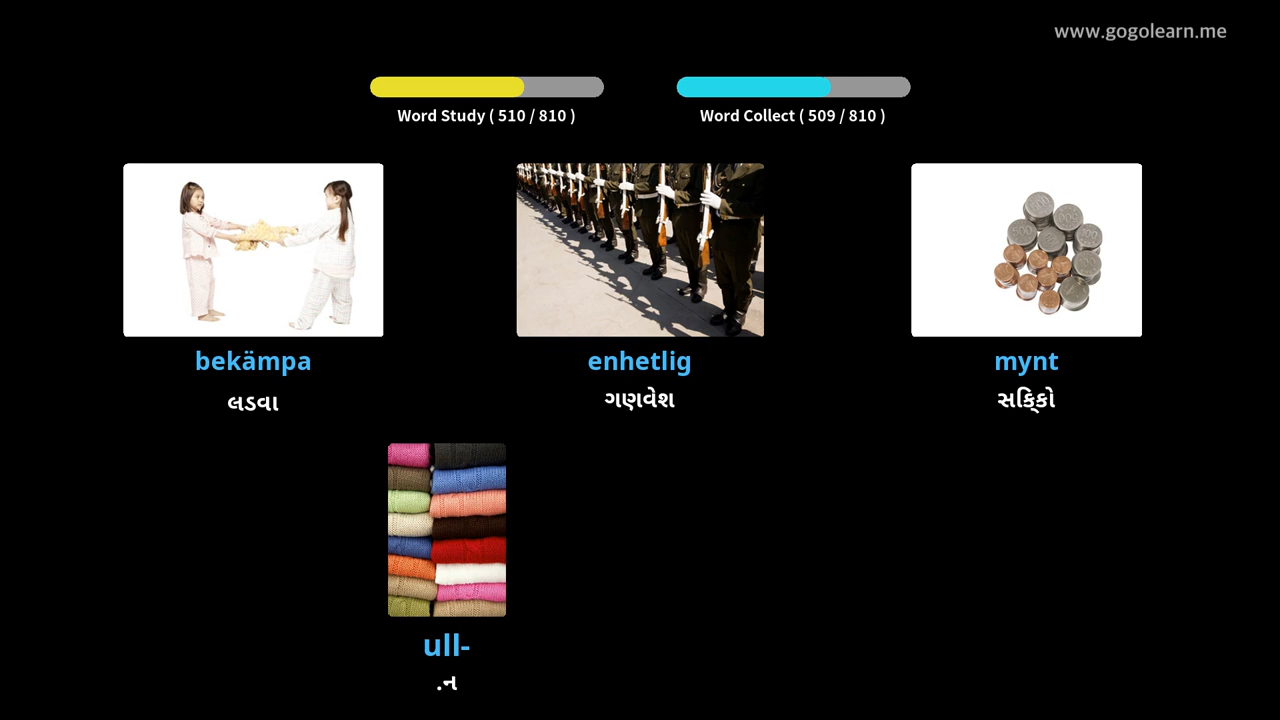 www.gogolearn.me
Word Study ( 510 / 810 )
Word Collect ( 509 / 810 )
bekämpa
enhetlig
mynt
લડવા
ગણવેશ
સિક્કો
ull-
.ન